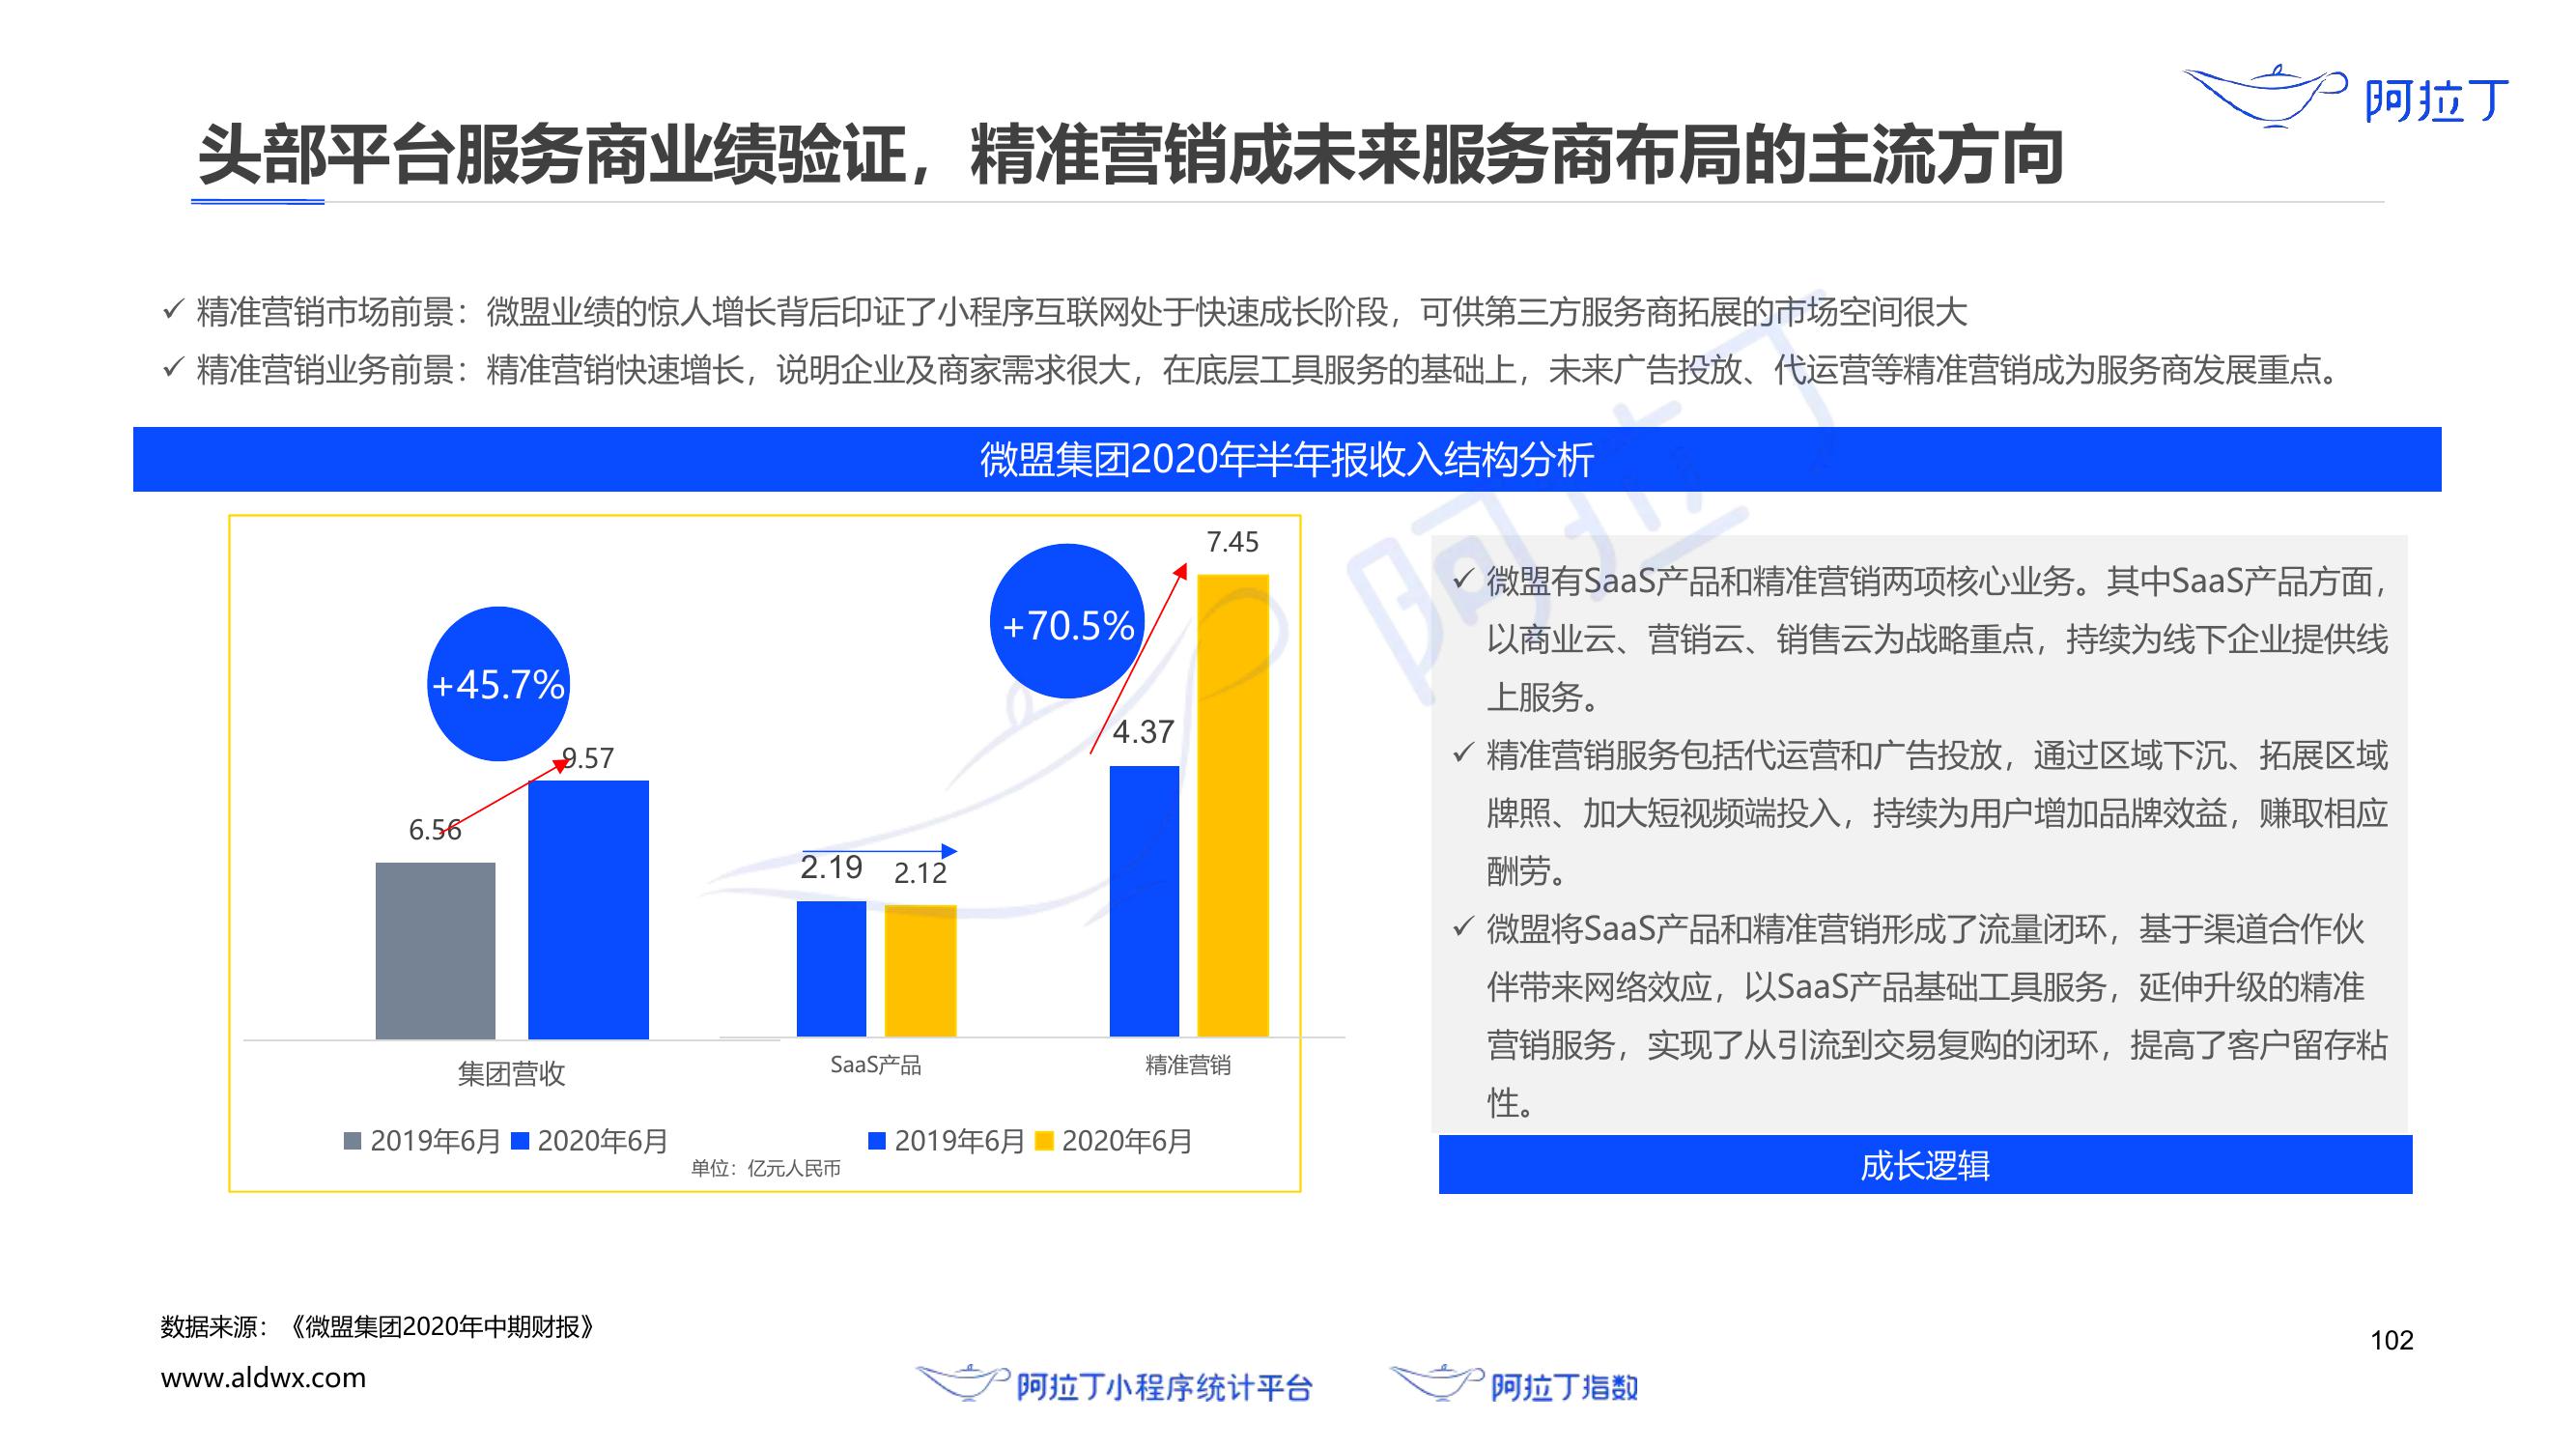 阿拉丁
头部平台服务商业绩验证，精准营销成未来服务商布局的主流方向
✓ 精准营销市场前景：微盟业绩的惊人增长背后印证了小程序互联网处于快速成长阶段，可供第三方服务商拓展的市场空间很大
✓ 精准营销业务前景：精准营销快速增长，说明企业及商家需求很大，在底层工具服务的基础上，未来广告投放、代运营等精准营销成为服务商发展重点。
微盟集团2020年半年报收入结构分析
+45.7%
6.56
9.57
集团营收
2019年6月 2020年6月
+70.5%
2.19
2.12
4.37
7.45
SaaS产品
精准营销
2019年6月 2020年6月
单位：亿元人民币
✓ 微盟有SaaS产品和精准营销两项核心业务。其中SaaS产品方面，
以商业云、营销云、销售云为战略重点，持续为线下企业提供线
上服务。
✓ 精准营销服务包括代运营和广告投放，通过区域下沉、拓展区域
牌照、加大短视频端投入，持续为用户增加品牌效益，赚取相应
酬劳。
✓ 微盟将SaaS产品和精准营销形成了流量闭环，基于渠道合作伙
伴带来网络效应，以SaaS产品基础工具服务，延伸升级的精准
营销服务，实现了从引流到交易复购的闭环，提高了客户留存粘
性。
成长逻辑
阿拉丁
数据来源：《微盟集团2020年中期财报》
102
www.aldwx.com
阿拉丁小程序统计平台
阿拉丁指数